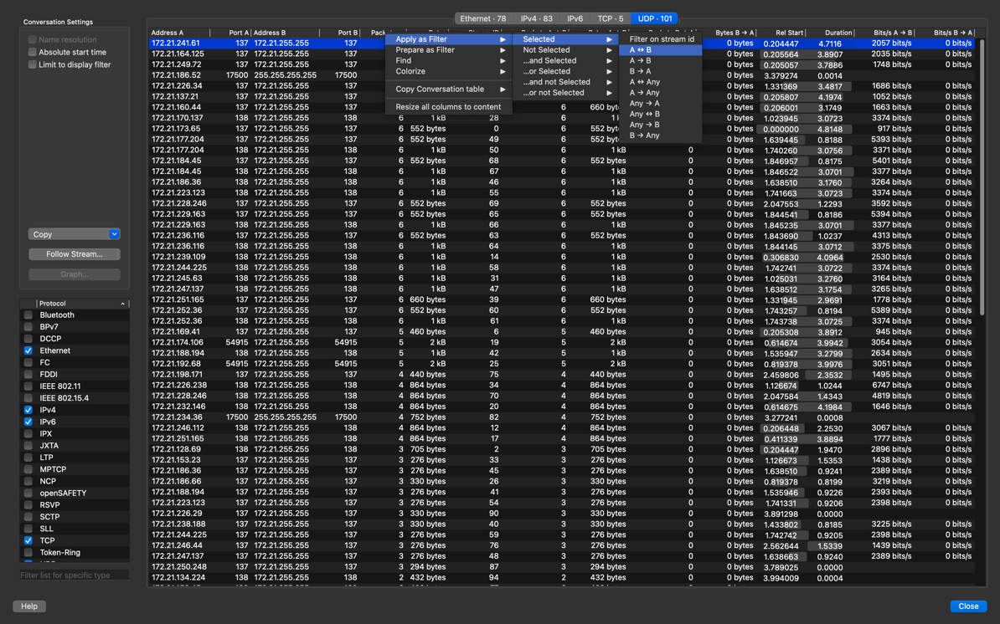 Conversation Settings
Name resolution
Absolute start time
Limit to display filter
Copy
Follow Stream...
Graph...
Protocol
Bluetooth
BPv7
DCCP
Ethernet
FC
FDDI
IEEE 802.11
IEEE 802.15.4
IPv4
IPv6
IPX
JXTA
LTP
MPTCP
NCP
openSAFETY
RSVP
SCTP
SLL
TCP
Token-Ring
Filter list for specific type
Help
Ethernet · 78 IPv4 · 83 IPv6 TCP · 5 UDP · 101
Address A Port A Address B Port B Bytes B → A Rel Start Duration Bits/s A → B Bits/s B → A
Apply as Filter
Prepare as Filter
Find
Colorize
Copy Conversation table
Resize all columns to content
Selected
Not Selected
...and Selected
...or Selected
...and not Selected
...or not Selected
Filter on stream id
A ↔ B
A → B
B → A
A ↔ Any
A → Any
Any → A
Any ↔ B
Any → B
B → Any
172.21.241.61 137 172.21.255.255 137 0 bytes 0.204447 4.7116 2057 bits/s 0 bits/s
172.21.164.125 137 172.21.255.255 137 0 bytes 0.205564 3.8907 2035 bits/s 0 bits/s
172.21.249.72 137 172.21.255.255 137 0 bytes 0.205057 3.7886 1748 bits/s 0 bits/s
172.21.186.52 17500 255.255.255.255 17500 0 bytes 3.379274 0.0014
172.21.226.34 137 172.21.255.255 137 0 bytes 1.331369 3.4817 1686 bits/s 0 bits/s
172.21.137.21 137 172.21.255.255 137 0 bytes 0.205807 4.1974 1052 bits/s 0 bits/s
172.21.160.44 137 172.21.255.255 137 6 660 0 bytes 0.206001 3.1749 1663 bits/s 0 bits/s
172.21.170.137 138 172.21.255.255 138 6 1 kB 28 6 0 bytes 1.023945 3.0723 3374 bits/s 0 bits/s
172.21.173.65 137 172.21.255.255 137 6 552 bytes 0 6 552 0 bytes 0.000000 4.8148 917 bits/s 0 bits/s
172.21.177.204 137 172.21.255.255 137 6 552 bytes 49 6 552 0 bytes 1.639445 0.8188 5393 bits/s 0 bits/s
172.21.177.204 138 172.21.255.255 138 6 1 kB 50 6 1 kB 0 0 bytes 1.740260 3.0756 3371 bits/s 0 bits/s
172.21.184.45 137 172.21.255.255 137 6 552 bytes 68 6 552 bytes 0 0 bytes 1.846957 0.8175 5401 bits/s 0 bits/s
172.21.184.45 138 172.21.255.255 138 6 1 kB 67 6 1 kB 0 0 bytes 1.846522 3.0701 3377 bits/s 0 bits/s
172.21.186.36 138 172.21.255.255 138 6 1 kB 46 6 1 kB 0 0 bytes 1.638510 3.1760 3264 bits/s 0 bits/s
172.21.223.123 138 172.21.255.255 138 6 1 kB 55 6 1 kB 0 0 bytes 1.741663 3.0723 3374 bits/s 0 bits/s
172.21.228.246 137 172.21.255.255 137 6 552 bytes 69 6 552 bytes 0 0 bytes 2.047553 1.2293 3592 bits/s 0 bits/s
172.21.229.163 137 172.21.255.255 137 6 552 bytes 65 6 552 bytes 0 0 bytes 1.844541 0.8186 5394 bits/s 0 bits/s
172.21.229.163 138 172.21.255.255 138 6 1 kB 66 6 1 kB 0 0 bytes 1.845235 3.0701 3377 bits/s 0 bits/s
172.21.236.116 137 172.21.255.255 137 6 552 bytes 63 6 552 bytes 0 0 bytes 1.843690 1.0237 4313 bits/s 0 bits/s
172.21.236.116 138 172.21.255.255 138 6 1 kB 64 6 1 kB 0 0 bytes 1.844145 3.0712 3375 bits/s 0 bits/s
172.21.239.109 138 172.21.255.255 138 6 1 kB 14 6 1 kB 0 0 bytes 0.306830 4.0964 2530 bits/s 0 bits/s
172.21.244.225 138 172.21.255.255 138 6 1 kB 58 6 1 kB 0 0 bytes 1.742741 3.0722 3374 bits/s 0 bits/s
172.21.245.63 138 172.21.255.255 138 6 1 kB 31 6 1 kB 0 0 bytes 1.025031 3.2760 3164 bits/s 0 bits/s
172.21.247.137 138 172.21.255.255 138 6 1 kB 47 6 1 kB 0 0 bytes 1.638512 3.1754 3265 bits/s 0 bits/s
172.21.251.165 137 172.21.255.255 137 6 660 bytes 39 6 660 bytes 0 0 bytes 1.331945 2.9691 1778 bits/s 0 bits/s
172.21.252.36 137 172.21.255.255 137 6 552 bytes 60 6 552 bytes 0 0 bytes 1.743257 0.8194 5389 bits/s 0 bits/s
172.21.252.36 138 172.21.255.255 138 6 1 kB 61 6 1 kB 0 0 bytes 1.743738 3.0725 3374 bits/s 0 bits/s
172.21.169.41 137 172.21.255.255 137 5 460 bytes 6 5 460 bytes 0 0 bytes 0.205308 3.8912 945 bits/s 0 bits/s
172.21.174.106 54915 172.21.255.255 54915 5 2 kB 19 5 2 kB 0 0 bytes 0.614674 3.9942 3054 bits/s 0 bits/s
172.21.188.194 138 172.21.255.255 138 5 1 kB 42 5 1 kB 0 0 bytes 1.535947 3.2799 2634 bits/s 0 bits/s
172.21.192.68 54915 172.21.255.255 54915 5 2 kB 25 5 2 kB 0 0 bytes 0.819378 3.9976 3051 bits/s 0 bits/s
172.21.198.171 137 172.21.255.255 137 4 440 bytes 75 4 440 bytes 0 0 bytes 2.459806 2.3532 1495 bits/s 0 bits/s
172.21.226.238 138 172.21.255.255 138 4 864 bytes 34 4 864 bytes 0 0 bytes 1.126674 1.0244 6747 bits/s 0 bits/s
172.21.228.246 138 172.21.255.255 138 4 864 bytes 70 4 864 bytes 0 0 bytes 2.047584 1.4343 4819 bits/s 0 bits/s
172.21.232.146 138 172.21.255.255 138 4 864 bytes 20 4 864 bytes 0 0 bytes 0.614675 4.1984 1646 bits/s 0 bits/s
172.21.234.36 17500 255.255.255.255 17500 4 752 bytes 82 4 752 bytes 0 0 bytes 3.277241 0.0008
172.21.246.112 138 172.21.255.255 138 4 864 bytes 12 4 864 bytes 0 0 bytes 0.206448 2.2530 3067 bits/s 0 bits/s
172.21.251.165 138 172.21.255.255 138 4 864 bytes 17 4 864 bytes 0 0 bytes 0.411339 3.8894 1777 bits/s 0 bits/s
172.21.128.69 138 172.21.255.255 138 3 705 bytes 2 3 705 bytes 0 0 bytes 0.204447 1.9470 2896 bits/s 0 bits/s
172.21.153.23 137 172.21.255.255 137 3 276 bytes 33 3 276 bytes 0 0 bytes 1.126673 1.5353 1438 bits/s 0 bits/s
172.21.186.36 137 172.21.255.255 137 3 276 bytes 45 3 276 bytes 0 0 bytes 1.638510 0.9241 2389 bits/s 0 bits/s
172.21.186.66 137 172.21.255.255 137 3 330 bytes 26 3 330 bytes 0 0 bytes 0.819378 0.8199 3219 bits/s 0 bits/s
172.21.188.194 137 172.21.255.255 137 3 276 bytes 41 3 276 bytes 0 0 bytes 1.535946 0.9226 2393 bits/s 0 bits/s
172.21.223.123 137 172.21.255.255 137 3 276 bytes 54 3 276 bytes 0 0 bytes 1.741331 0.9206 2398 bits/s 0 bits/s
172.21.226.29 137 172.21.255.255 137 3 330 bytes 90 3 330 bytes 0 0 bytes 3.891298 0.0000
172.21.238.188 137 172.21.255.255 137 3 330 bytes 40 3 330 bytes 0 0 bytes 1.433802 0.8185 3225 bits/s 0 bits/s
172.21.244.225 137 172.21.255.255 137 3 276 bytes 59 3 276 bytes 0 0 bytes 1.742742 0.9205 2398 bits/s 0 bits/s
172.21.246.44 137 172.21.255.255 137 3 276 bytes 76 3 276 bytes 0 0 bytes 2.562644 1.5339 1439 bits/s 0 bits/s
172.21.247.137 137 172.21.255.255 137 3 276 bytes 48 3 276 bytes 0 0 bytes 1.638663 0.9240 2389 bits/s 0 bits/s
172.21.250.248 137 172.21.255.255 137 3 294 bytes 87 3 294 bytes 0 0 bytes 3.789025 0.0000
172.21.134.224 138 172.21.255.255 138 2 432 bytes 94 2 432 bytes 0 0 bytes 3.994009 0.0004
Close